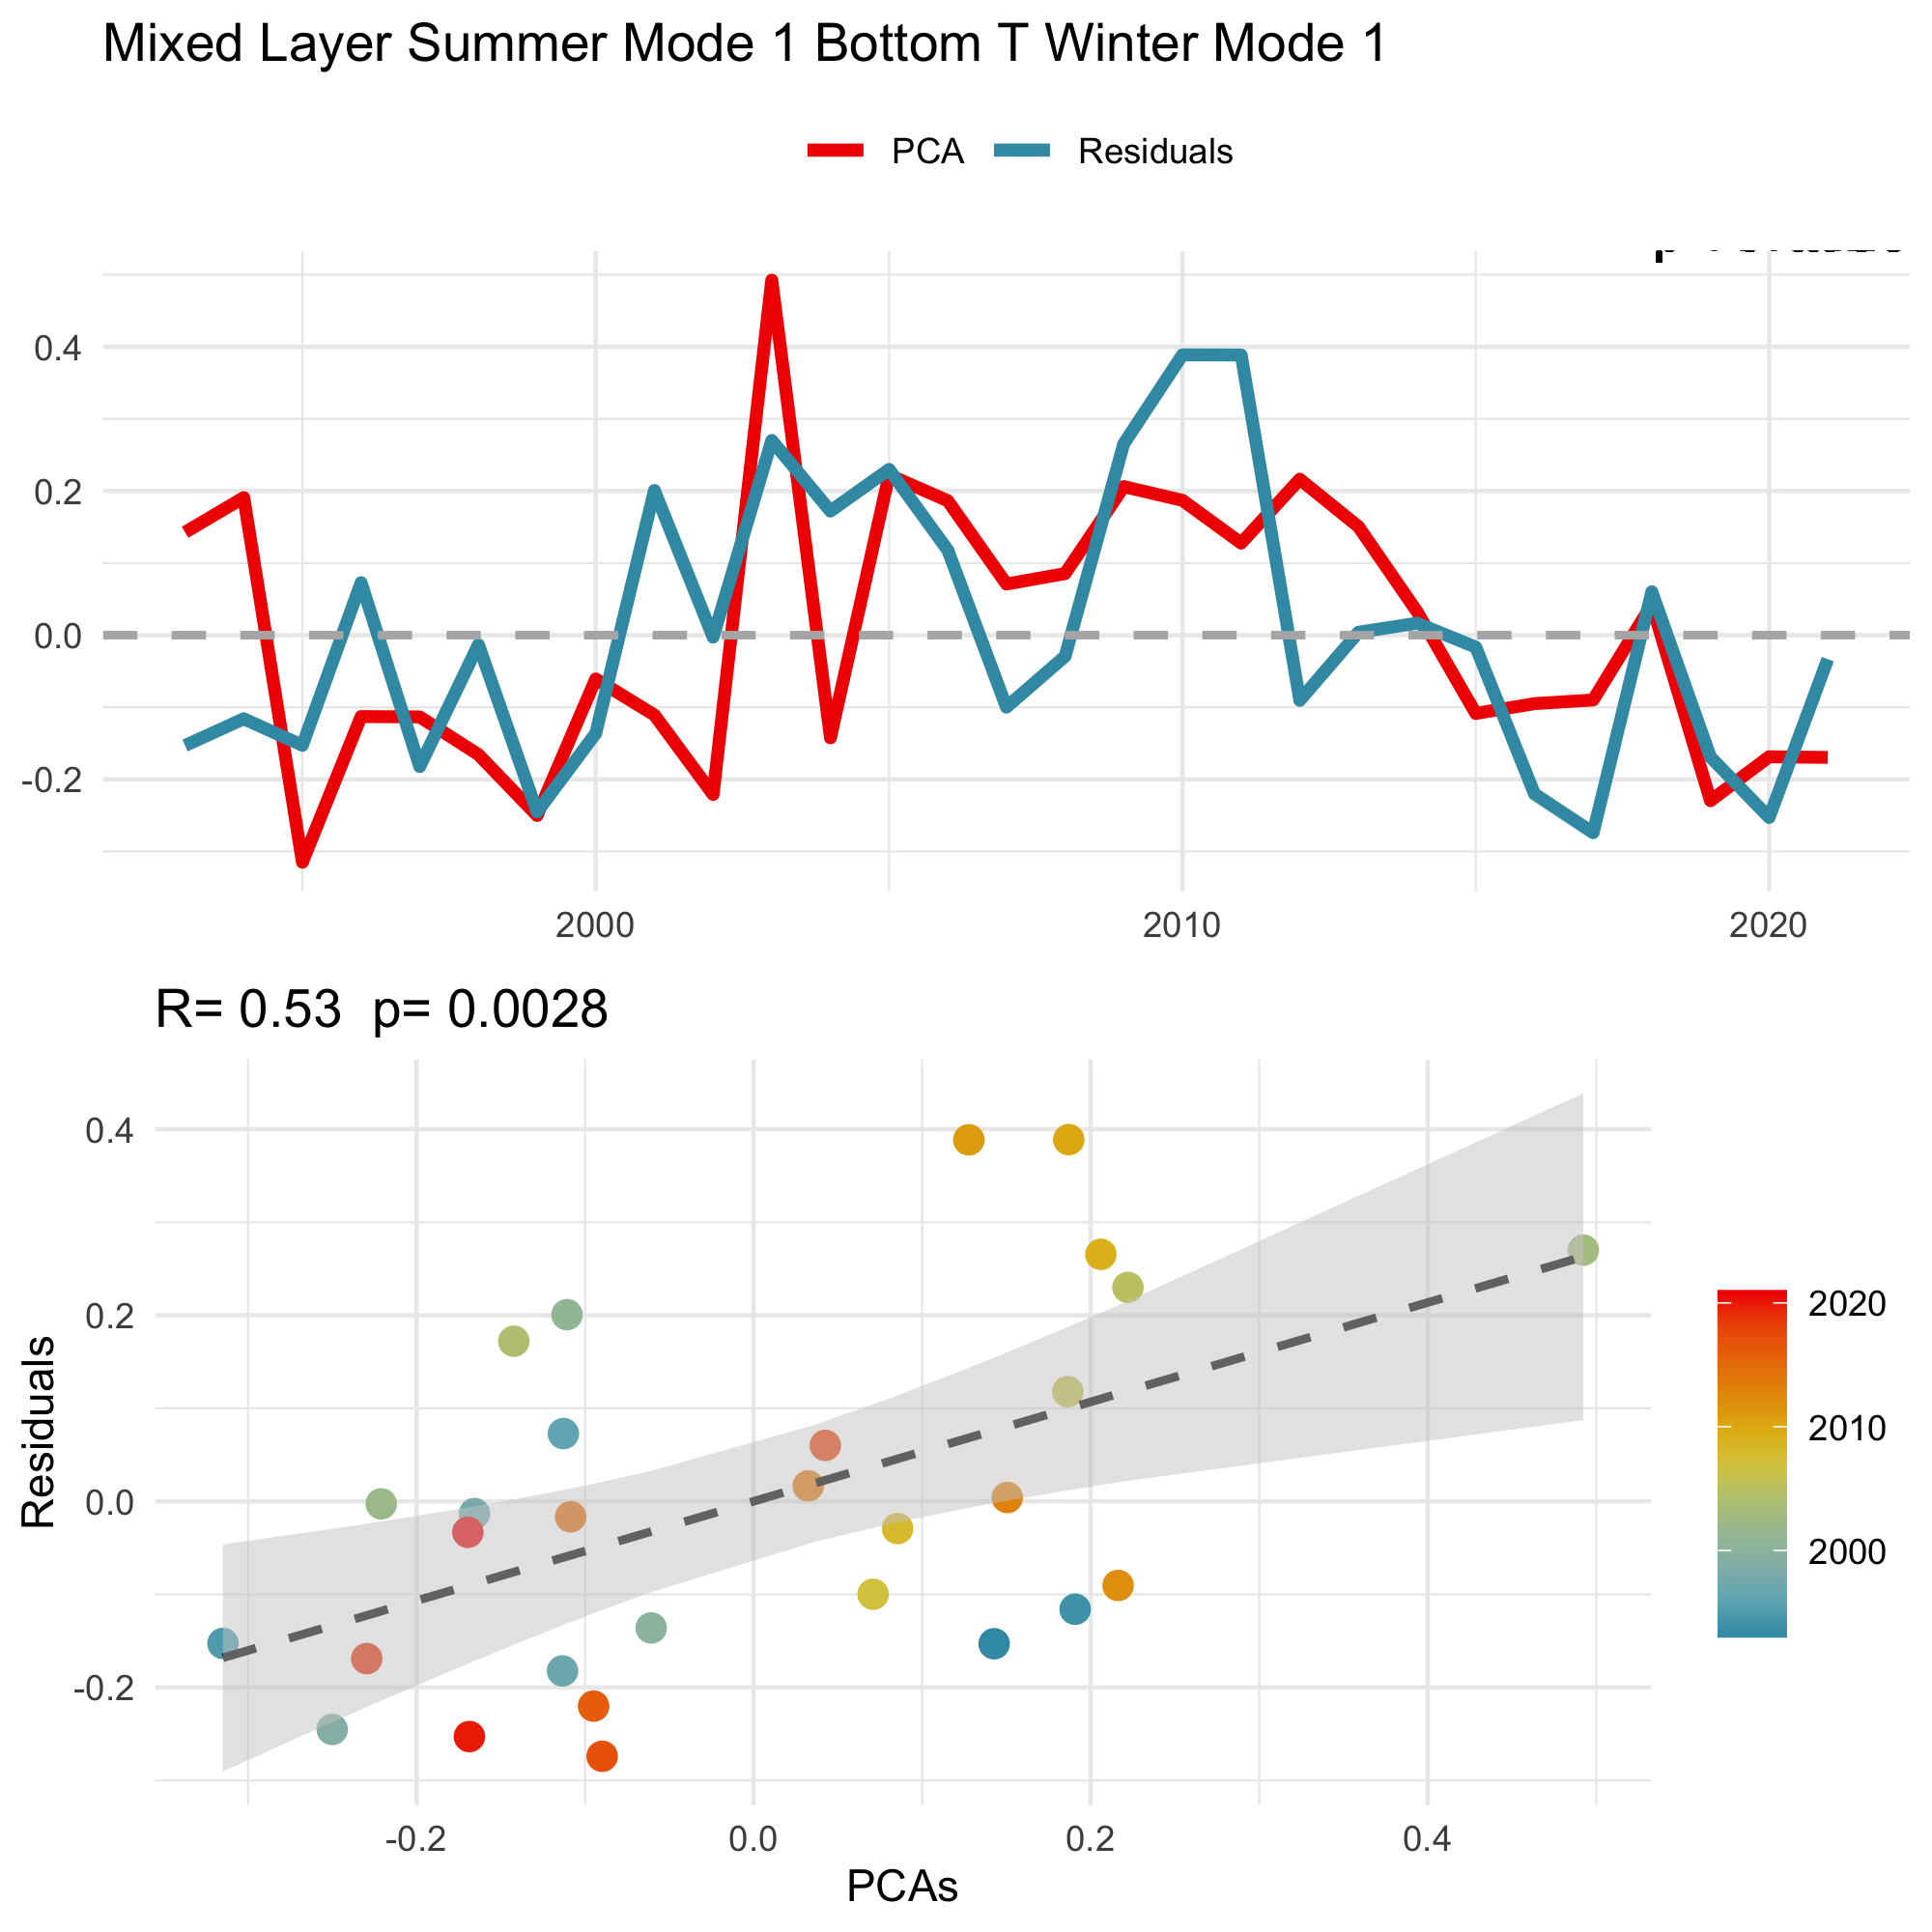 Mixed Layer Summer Mode 1 Bottom T Winter Mode 1
PCA Residuals
0.4
0.2
0.0
-0.2
2000 2010 2020
R= 0.53 p= 0.0028
Residuals
0.4
0.2
0.0
-0.2
-0.2 0.0 0.2 0.4
PCAs
2020
2010
2000